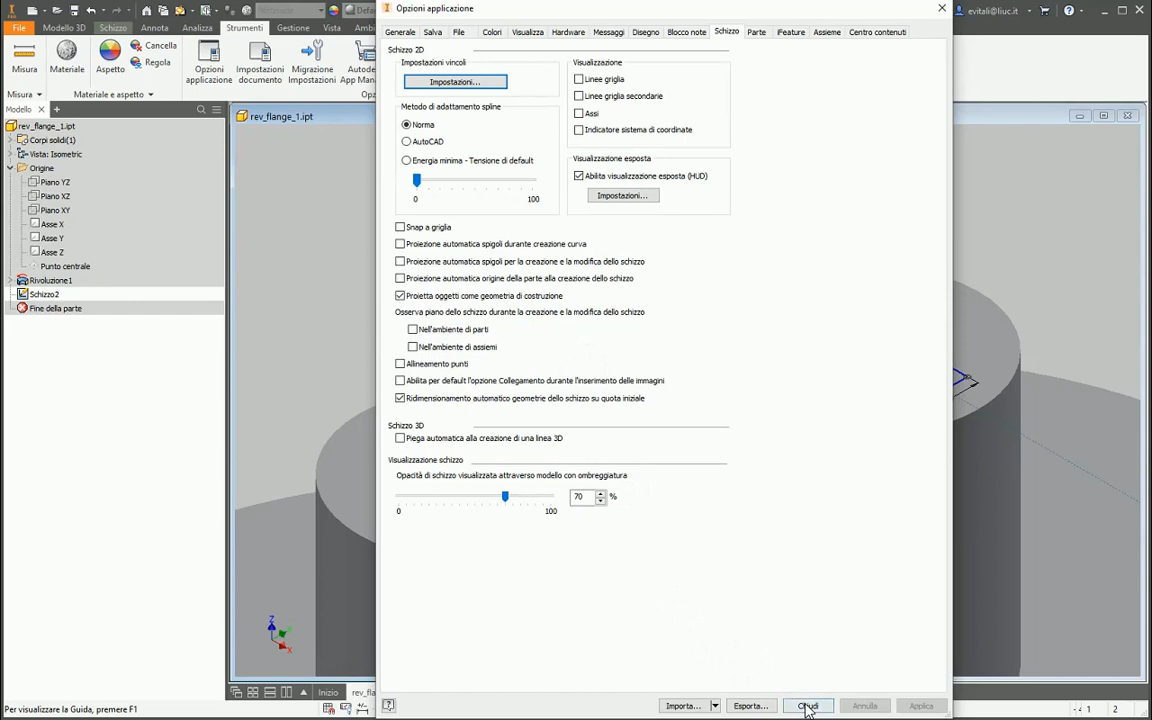 Opzioni applicazione
evitali@liuc.it
File
Modello 3D
Schizzo
Annota
Analizza
Strumenti
Gestisci
Vista
Generale
Salva
File
Colori
Visualizza
Hardware
Messaggi
Disegno
Blocco note
Schizzo
Parte
iFeature
Assieme
Centro contenuti
Misura
Materiale
Aspetto
Cancella
Regola
Opzioni
applicazione
Impostazioni
documento
Migrazione
Impostazioni
Misura
Materiale e aspetto
Modello
rev_flange_1.ipt
Corpi solidi(1)
Vista: Isometric
Origine
Piano YZ
Piano XZ
Piano XY
Asse X
Asse Y
Asse Z
Punto centrale
Rivoluzione1
Schizzo2
Fine della parte
rev_flange_1.ipt
Schizzo 2D
Impostazioni vincoli
Impostazioni...
Metodo di adattamento spline
Norma
AutoCAD
Energia minima - Tensione di default
0 100
Visualizzazione
Linee griglia
Linee griglia secondarie
Assi
Indicatore sistema di coordinate
Visualizzazione esposta
Abilita visualizzazione esposta (HUD)
Impostazioni...
Snap a griglia
Proiezione automatica spigoli durante creazione curva
Proiezione automatica spigoli per la creazione e la modifica dello schizzo
Proiezione automatica origine della parte alla creazione dello schizzo
Proietta oggetti come geometria di costruzione
Osserva piano dello schizzo durante la creazione e la modifica dello schizzo
Nell'ambiente di parti
Nell'ambiente di assiemi
Allineamento punti
Abilita per default l'opzione Collegamento durante l'inserimento delle immagini
Ridimensionamento automatico geometrie dello schizzo su quota iniziale
Schizzo 3D
Piega automatica alla creazione di una linea 3D
Visualizzazione schizzo
Opacità di schizzo visualizzata attraverso modello con ombreggiatura
70 %
0 100
Z
Y
X
Inizio
Importa...
Esporta...
Chiudi
Annulla
Applica
Per visualizzare la Guida, premere F1
1 2